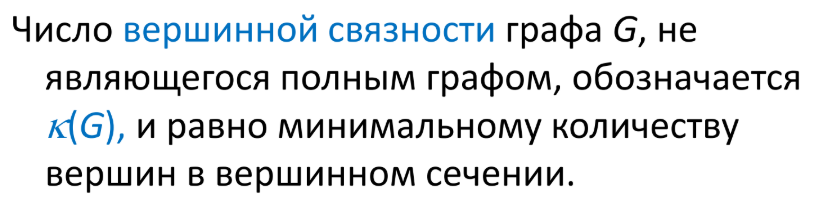 Число вершинной связности графа G, не
являющегося полным графом, обозначается
κ(G), и равно минимальному количеству
вершин в вершинном сечении.